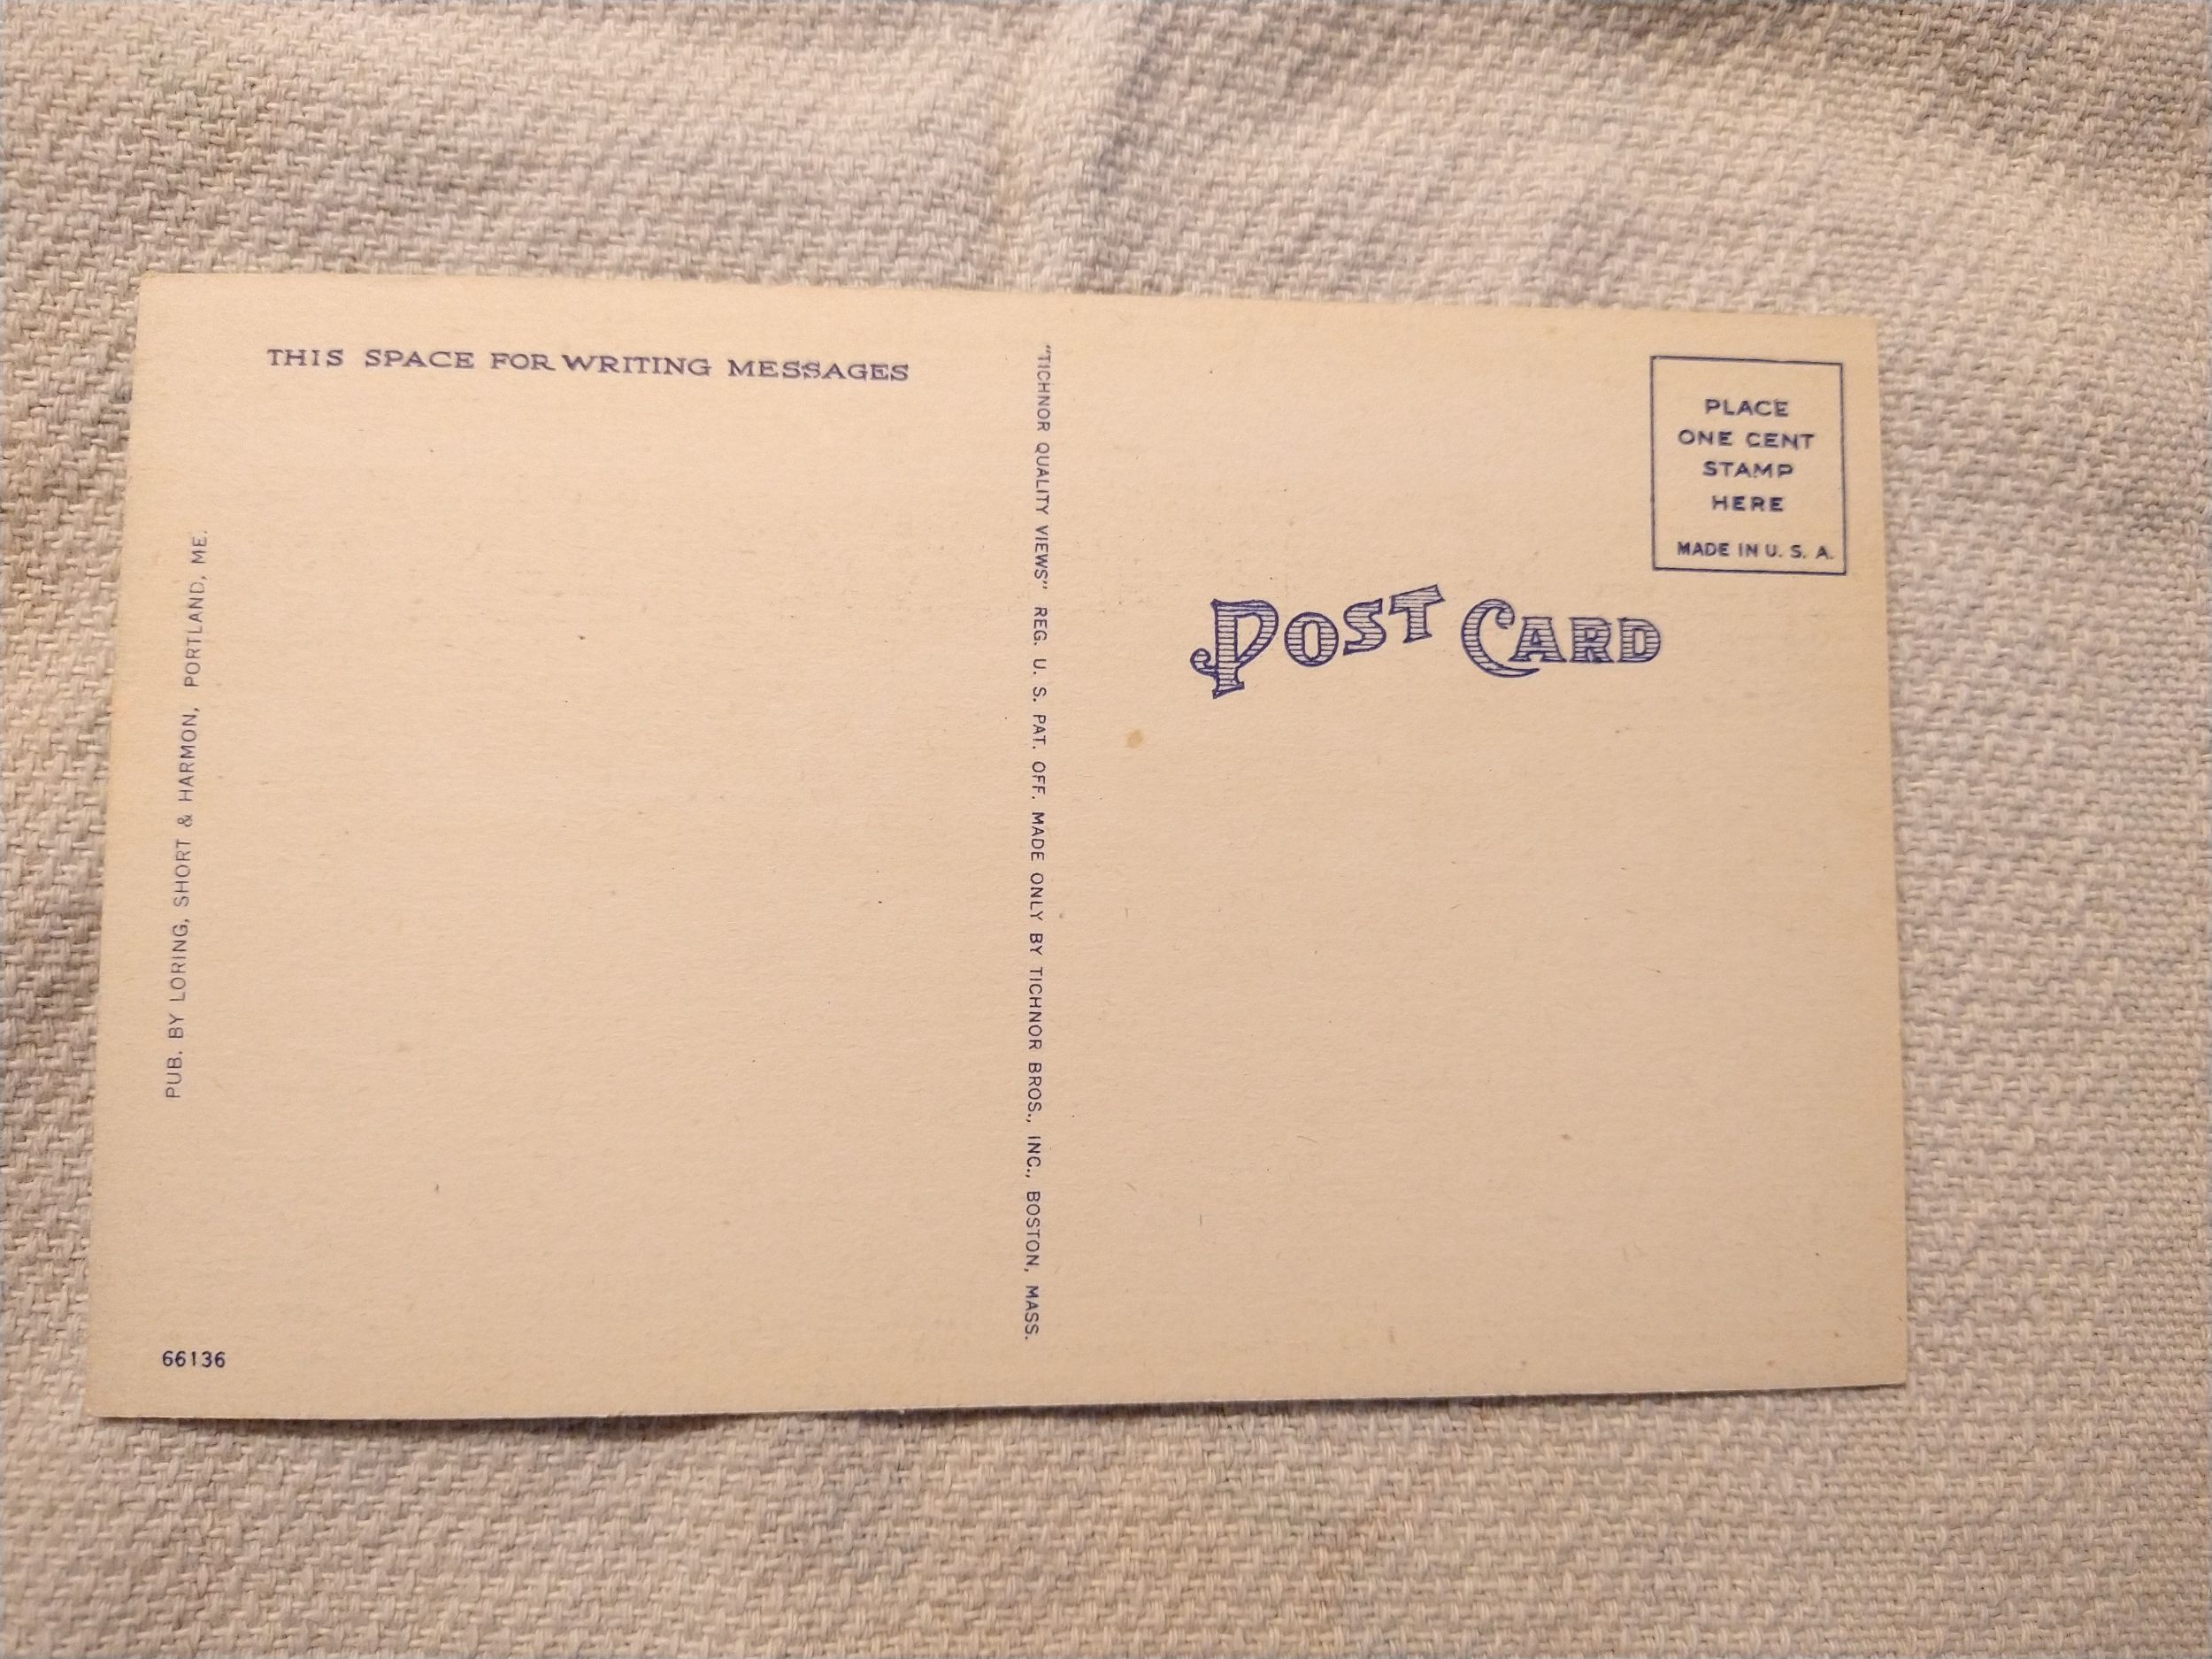 THIS SPACE FOR WRITING MESSAGES
PUB. BY LORING, SHORT & HARMON, PORTLAND, ME.
66136
"TICHNOR QUALITY VIEWS" REG. U. S. PAT. OFF. MADE ONLY BY TICHNOR BROS., INC., BOSTON, MASS.
PLACE
ONE CENT
STAMP
HERE
MADE IN U. S. A.
POST CARD